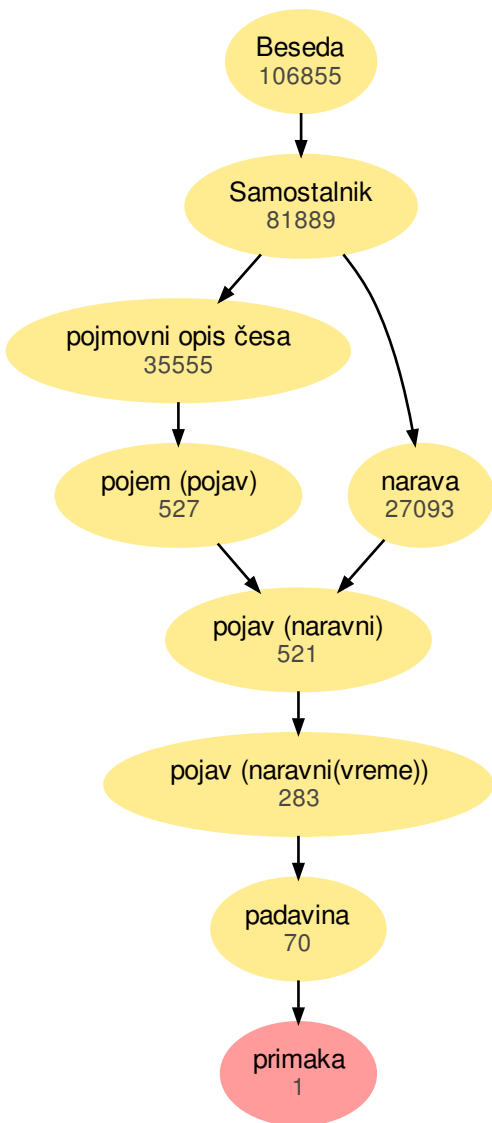 Beseda
106855
Samostalnik
81889
pojmovni opis česa
35555
pojem (pojav)
527
narava
27093
pojav (naravni)
521
pojav (naravni(vreme))
283
padavina
70
primaka
1